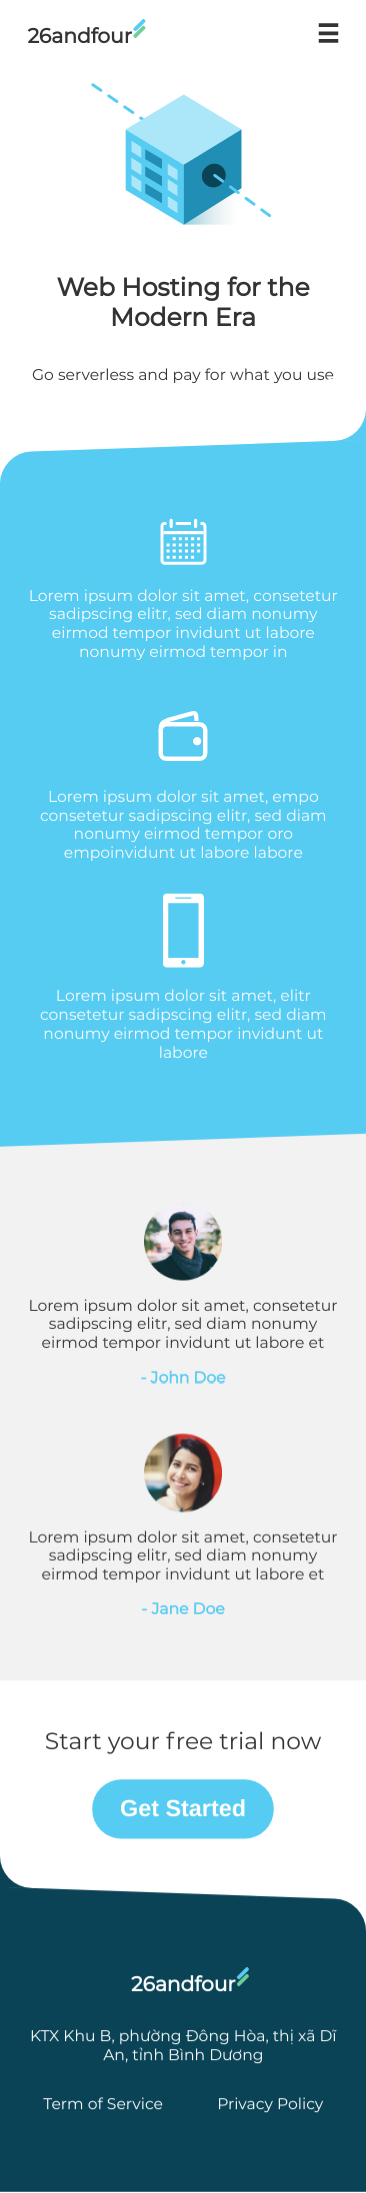 26andfour
Web Hosting for the
Modern Era
Go serverless and pay for what you use
Lorem ipsum dolor sit amet, consetetur
sadipscing elitr, sed diam nonumy
eirmod tempor invidunt ut labore
nonumy eirmod tempor in
Lorem ipsum dolor sit amet, empo
consetetur sadipscing elitr, sed diam
nonumy eirmod tempor oro
empoinvidunt ut labore labore
Lorem ipsum dolor sit amet, elitr
consetetur sadipscing elitr, sed diam
nonumy eirmod tempor invidunt ut
labore
Lorem ipsum dolor sit amet, consetetur
sadipscing elitr, sed diam nonumy
eirmod tempor invidunt ut labore et
- John Doe
Lorem ipsum dolor sit amet, consetetur
sadipscing elitr, sed diam nonumy
eirmod tempor invidunt ut labore et
- Jane Doe
Start your free trial now
Get Started
26andfour
KTX Khu B, phường Đông Hòa, thị xã Dĩ
An, tỉnh Bình Dương
Term of Service Privacy Policy